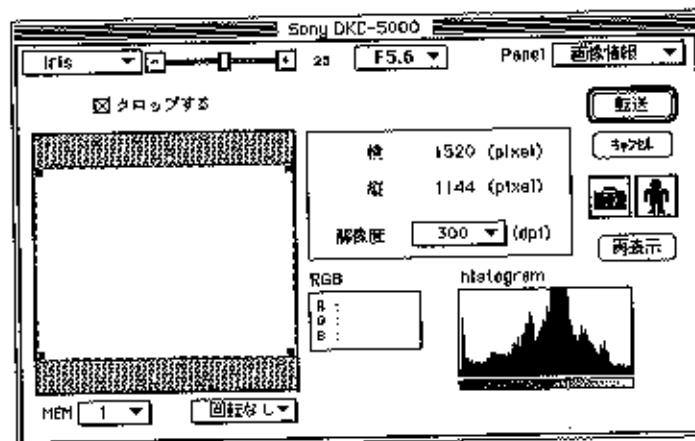 Sony DKC-5000
Iris
- + 25
F5.6
Panel 画像情報
クロップする
転送
キャンセル
横 1520 (pixel)
縦 1144 (pixel)
解像度 300 (dpi)
再表示
RGB
R :
G :
B :
histogram
MEM 1
回転なし